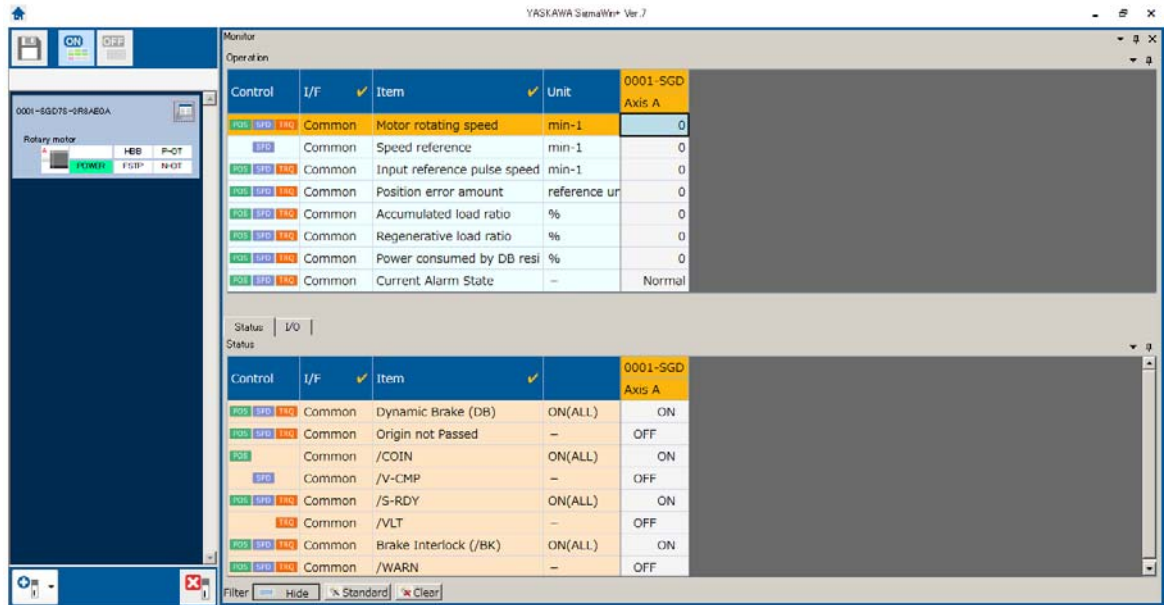 YASKAWA SigmaWin+ Ver.7
ON OFF
Monitor
Operation
0001-SGD7S-2R8AE0A
Rotary motor
A HBB P-OT
POWER FSTP N-OT
Control I/F Item Unit 0001-SGD
Axis A
POS SPD TRQ Common Motor rotating speed min-1 0
SPD Common Speed reference min-1 0
POS SPD TRQ Common Input reference pulse speed min-1 0
POS SPD TRQ Common Position error amount reference ur 0
POS SPD TRQ Common Accumulated load ratio % 0
POS SPD TRQ Common Regenerative load ratio % 0
POS SPD TRQ Common Power consumed by DB resi % 0
POS SPD TRQ Common Current Alarm State – Normal
Status I/O
Status
Control I/F Item 0001-SGD
Axis A
POS SPD TRQ Common Dynamic Brake (DB) ON(ALL) ON
POS SPD TRQ Common Origin not Passed – OFF
POS Common /COIN ON(ALL) ON
SPD Common /V-CMP – OFF
POS SPD TRQ Common /S-RDY ON(ALL) ON
TRQ Common /VLT – OFF
POS SPD TRQ Common Brake Interlock (/BK) ON(ALL) ON
POS SPD TRQ Common /WARN – OFF
Filter Hide Standard Clear